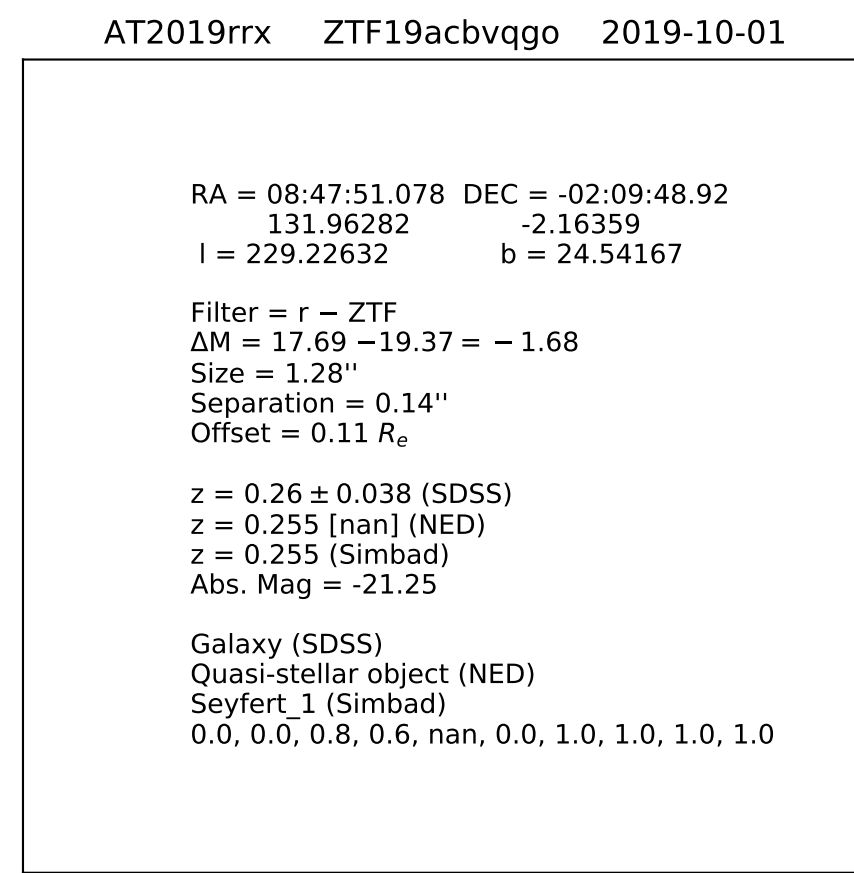 AT2019rrx ZTF19acbvqgo 2019-10-01
RA = 08:47:51.078 DEC = -02:09:48.92
131.96282 -2.16359
l = 229.22632 b = 24.54167
Filter = r − ZTF
ΔM = 17.69 −19.37 = − 1.68
Size = 1.28''
Separation = 0.14''
Offset = 0.11 Rₑ
z = 0.26 ± 0.038 (SDSS)
z = 0.255 [nan] (NED)
z = 0.255 (Simbad)
Abs. Mag = -21.25
Galaxy (SDSS)
Quasi-stellar object (NED)
Seyfert_1 (Simbad)
0.0, 0.0, 0.8, 0.6, nan, 0.0, 1.0, 1.0, 1.0, 1.0